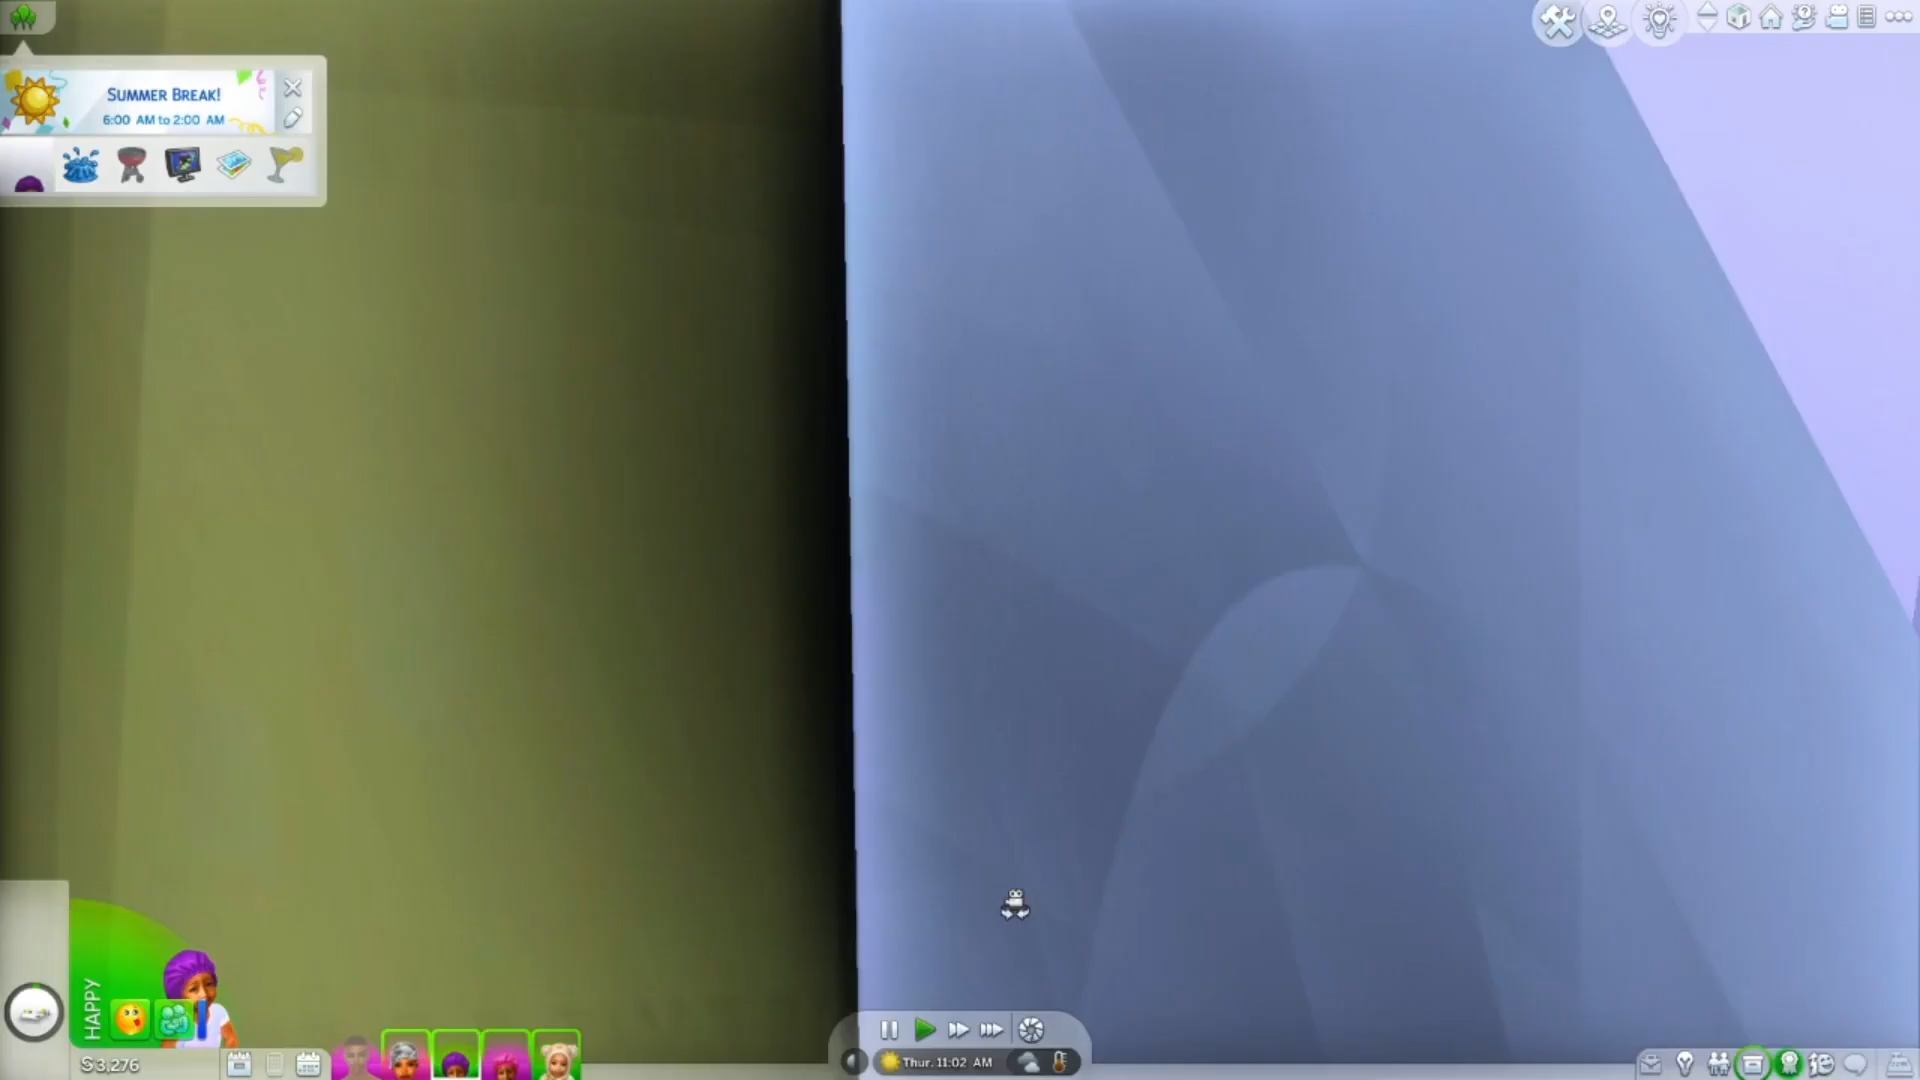 SUMMER BREAK!
6:00 AM to 2:00 AM
HAPPY
§3,276
Thur. 11:02 AM